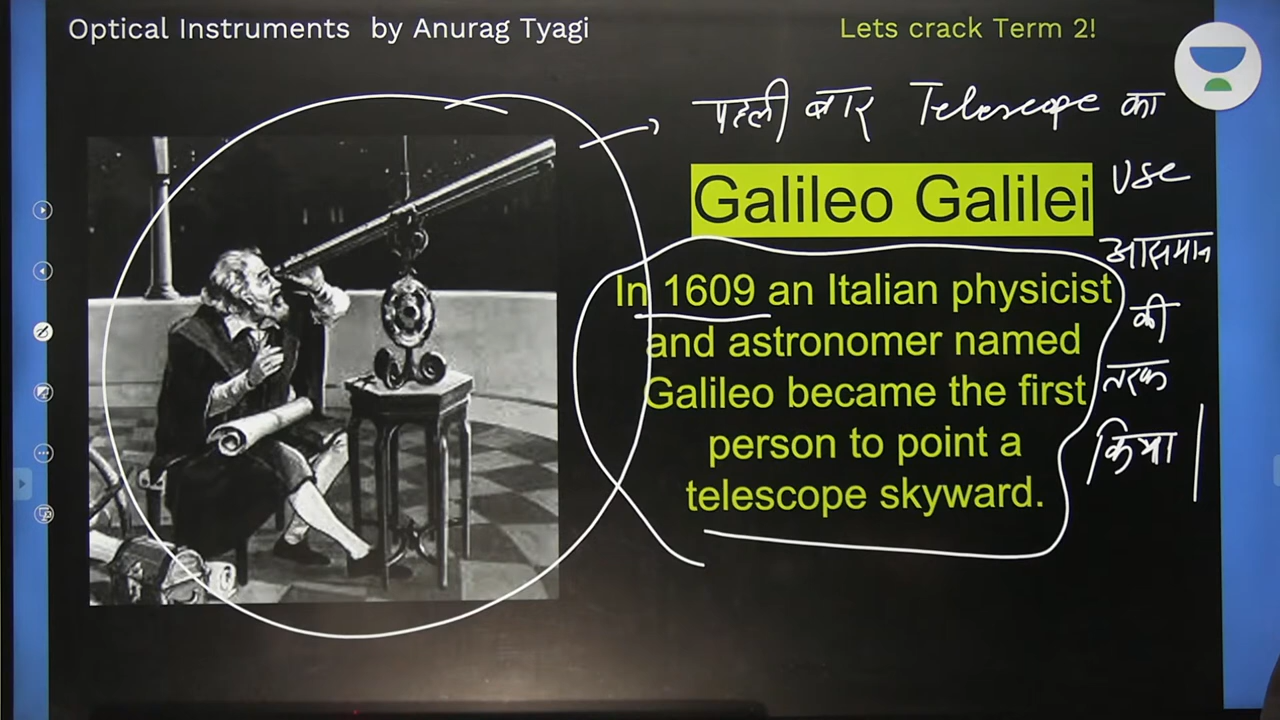 Optical Instruments by Anurag Tyagi
Lets crack Term 2!
पहली बार Telescope का
use
आसमान
की
तरफ
किया।
Galileo Galilei
In 1609 an Italian physicist
and astronomer named
Galileo became the first
person to point a
telescope skyward.